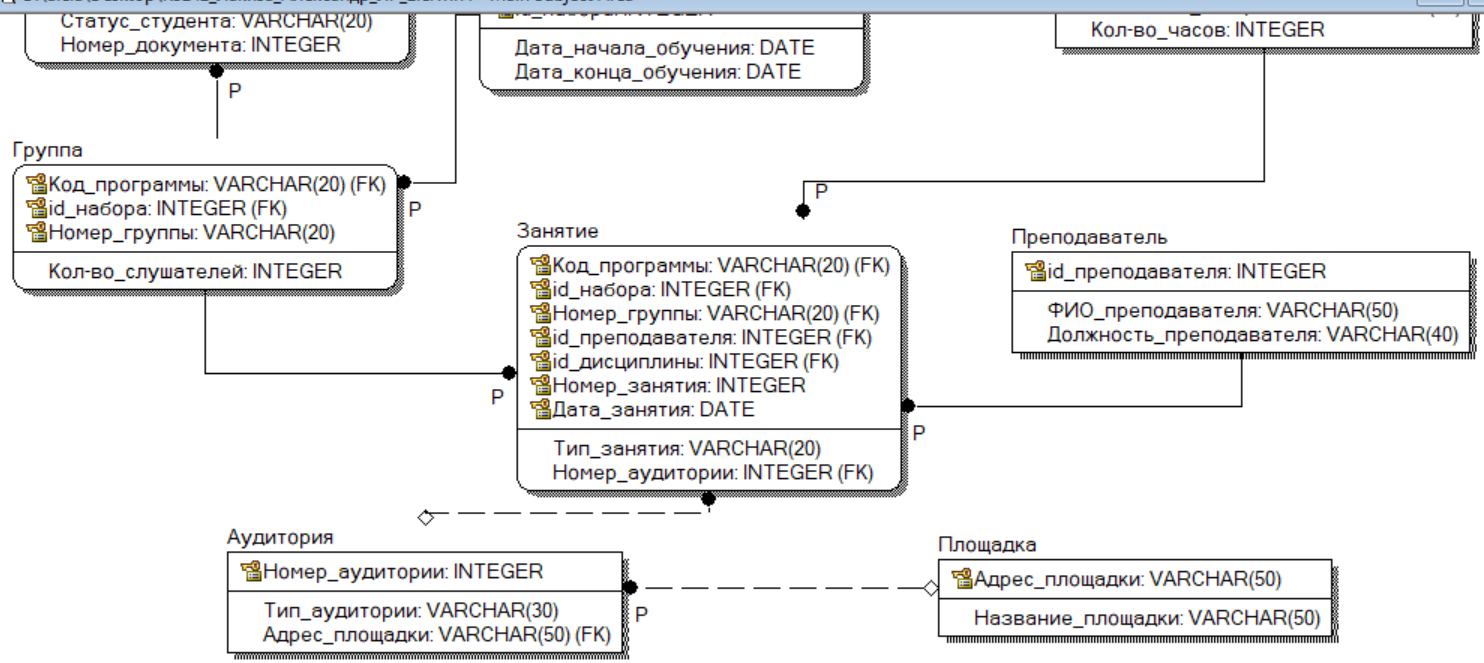 Статус_студента: VARCHAR(20)
Номер_документа: INTEGER
P
Дата_начала_обучения: DATE
Дата_конца_обучения: DATE
Кол-во_часов: INTEGER
Группа
Код_программы: VARCHAR(20) (FK)
id_набора: INTEGER (FK)
Номер_группы: VARCHAR(20)
Кол-во_слушателей: INTEGER
P
P
Занятие
Код_программы: VARCHAR(20) (FK)
id_набора: INTEGER (FK)
Номер_группы: VARCHAR(20) (FK)
id_преподавателя: INTEGER (FK)
id_дисциплины: INTEGER (FK)
Номер_занятия: INTEGER
Дата_занятия: DATE
Тип_занятия: VARCHAR(20)
Номер_аудитории: INTEGER (FK)
P
P
Преподаватель
id_преподавателя: INTEGER
ФИО_преподавателя: VARCHAR(50)
Должность_преподавателя: VARCHAR(40)
Аудитория
Номер_аудитории: INTEGER
Тип_аудитории: VARCHAR(30)
Адрес_площадки: VARCHAR(50) (FK)
P
Площадка
Адрес_площадки: VARCHAR(50)
Название_площадки: VARCHAR(50)